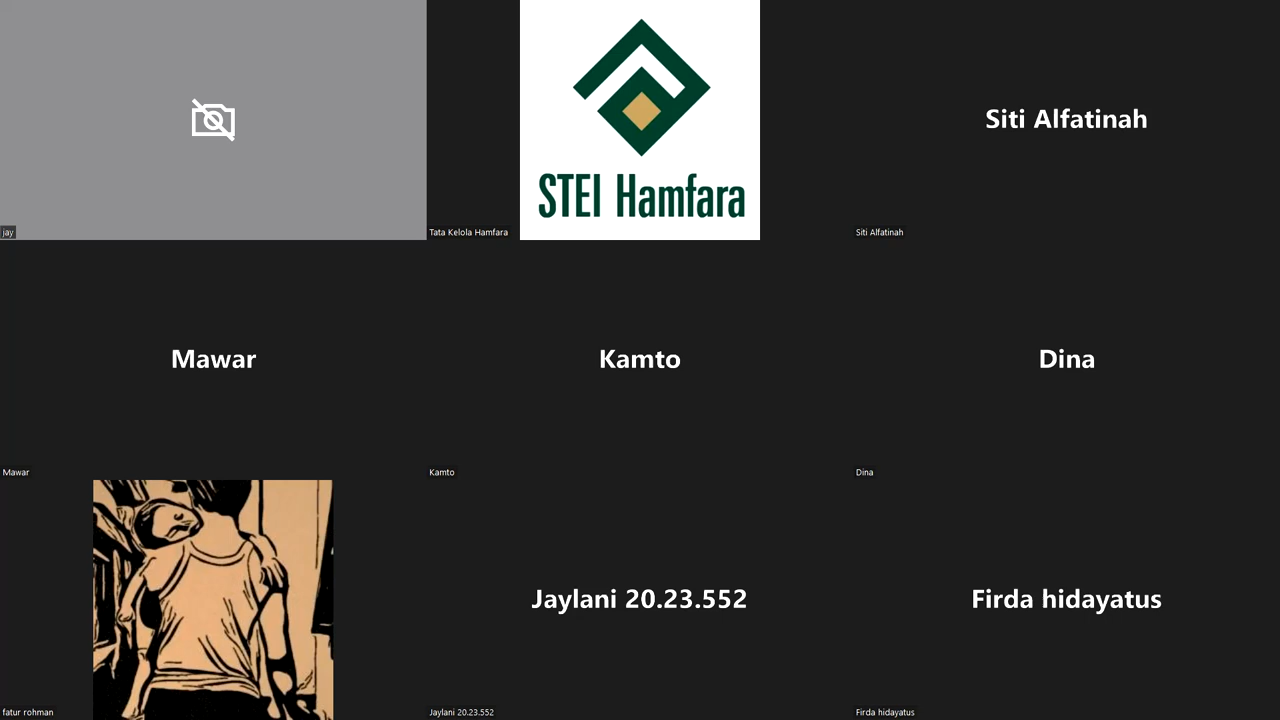 jay
Tata Kelola Hamfara
STEI Hamfara
Siti Alfatinah
Siti Alfatinah
Mawar
Mawar
Kamto
Kamto
Dina
Dina
fatur rohman
Jaylani 20.23.552
Jaylani 20.23.552
Firda hidayatus
Firda hidayatus